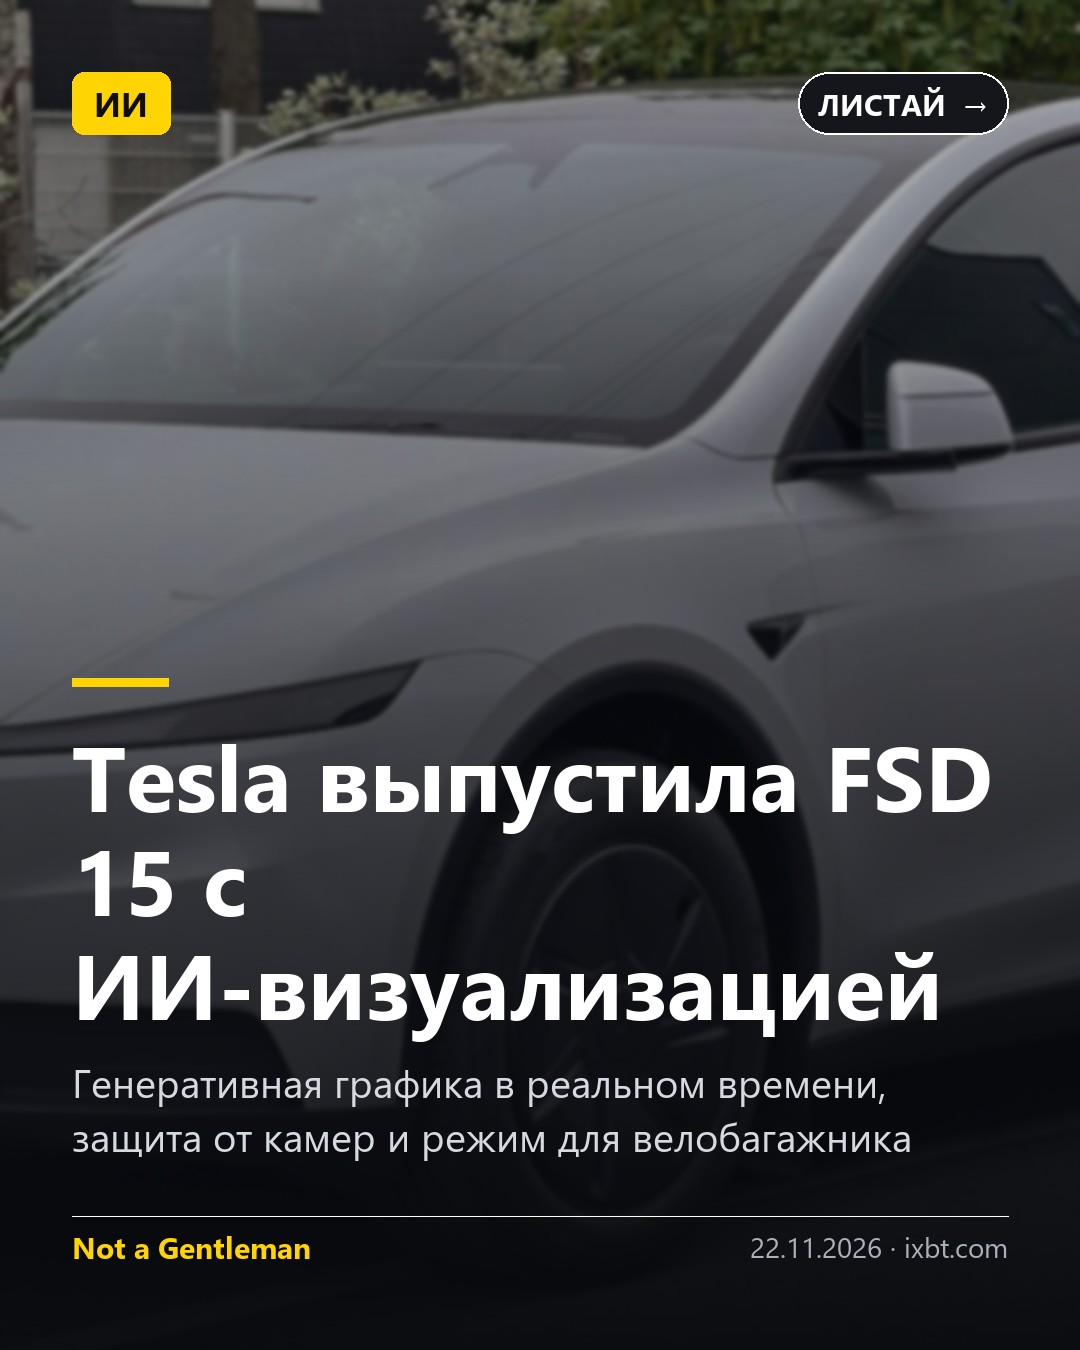 ИИ
ЛИСТАЙ →
Tesla выпустила FSD
15 с
ИИ-визуализацией
Генеративная графика в реальном времени,
защита от камер и режим для велобагажника
Not a Gentleman
22.11.2026 · ixbt.com